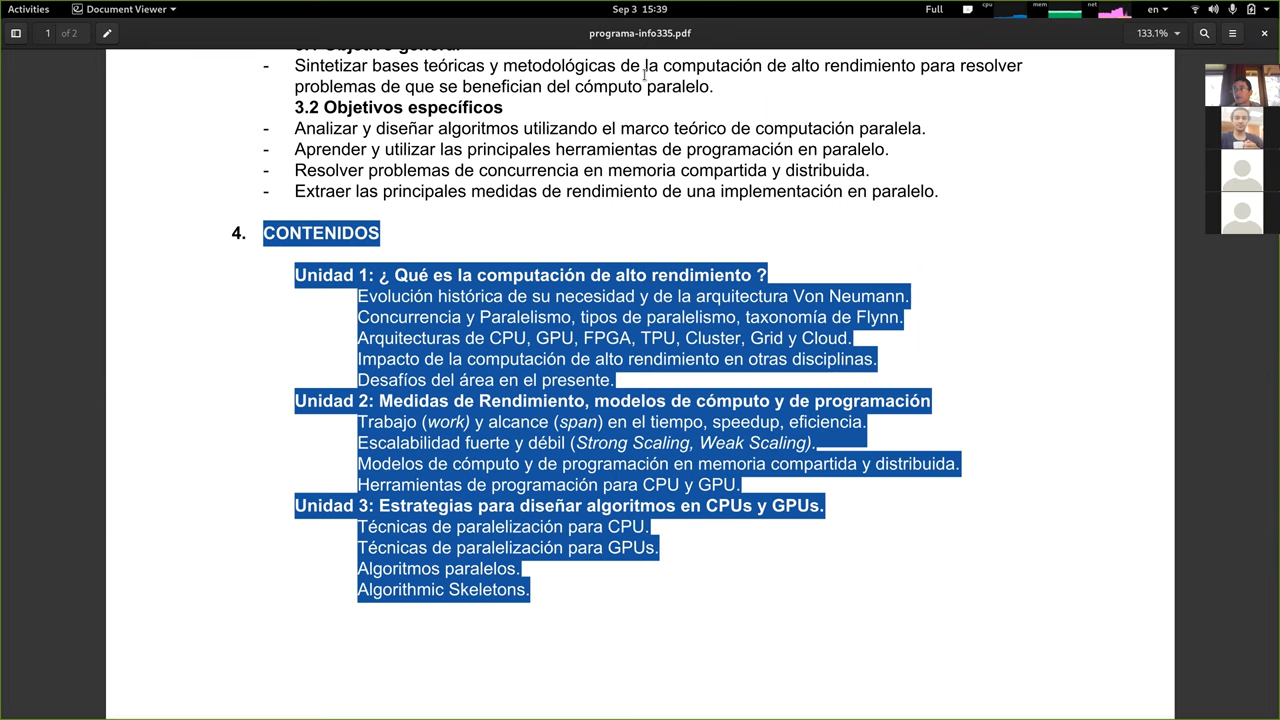 Activities
Document Viewer
Sep 3 15:39
Full
cpu
mem
net
en
1 of 2
programa-info335.pdf
133.1%
3.1 Objetivo general
- Sintetizar bases teóricas y metodológicas de la computación de alto rendimiento para resolver
problemas de que se benefician del cómputo paralelo.
3.2 Objetivos específicos
- Analizar y diseñar algoritmos utilizando el marco teórico de computación paralela.
- Aprender y utilizar las principales herramientas de programación en paralelo.
- Resolver problemas de concurrencia en memoria compartida y distribuida.
- Extraer las principales medidas de rendimiento de una implementación en paralelo.
4. CONTENIDOS
Unidad 1: ¿ Qué es la computación de alto rendimiento ?
Evolución histórica de su necesidad y de la arquitectura Von Neumann.
Concurrencia y Paralelismo, tipos de paralelismo, taxonomía de Flynn.
Arquitecturas de CPU, GPU, FPGA, TPU, Cluster, Grid y Cloud.
Impacto de la computación de alto rendimiento en otras disciplinas.
Desafíos del área en el presente.
Unidad 2: Medidas de Rendimiento, modelos de cómputo y de programación
Trabajo (work) y alcance (span) en el tiempo, speedup, eficiencia.
Escalabilidad fuerte y débil (Strong Scaling, Weak Scaling).
Modelos de cómputo y de programación en memoria compartida y distribuida.
Herramientas de programación para CPU y GPU.
Unidad 3: Estrategias para diseñar algoritmos en CPUs y GPUs.
Técnicas de paralelización para CPU.
Técnicas de paralelización para GPUs.
Algoritmos paralelos.
Algorithmic Skeletons.